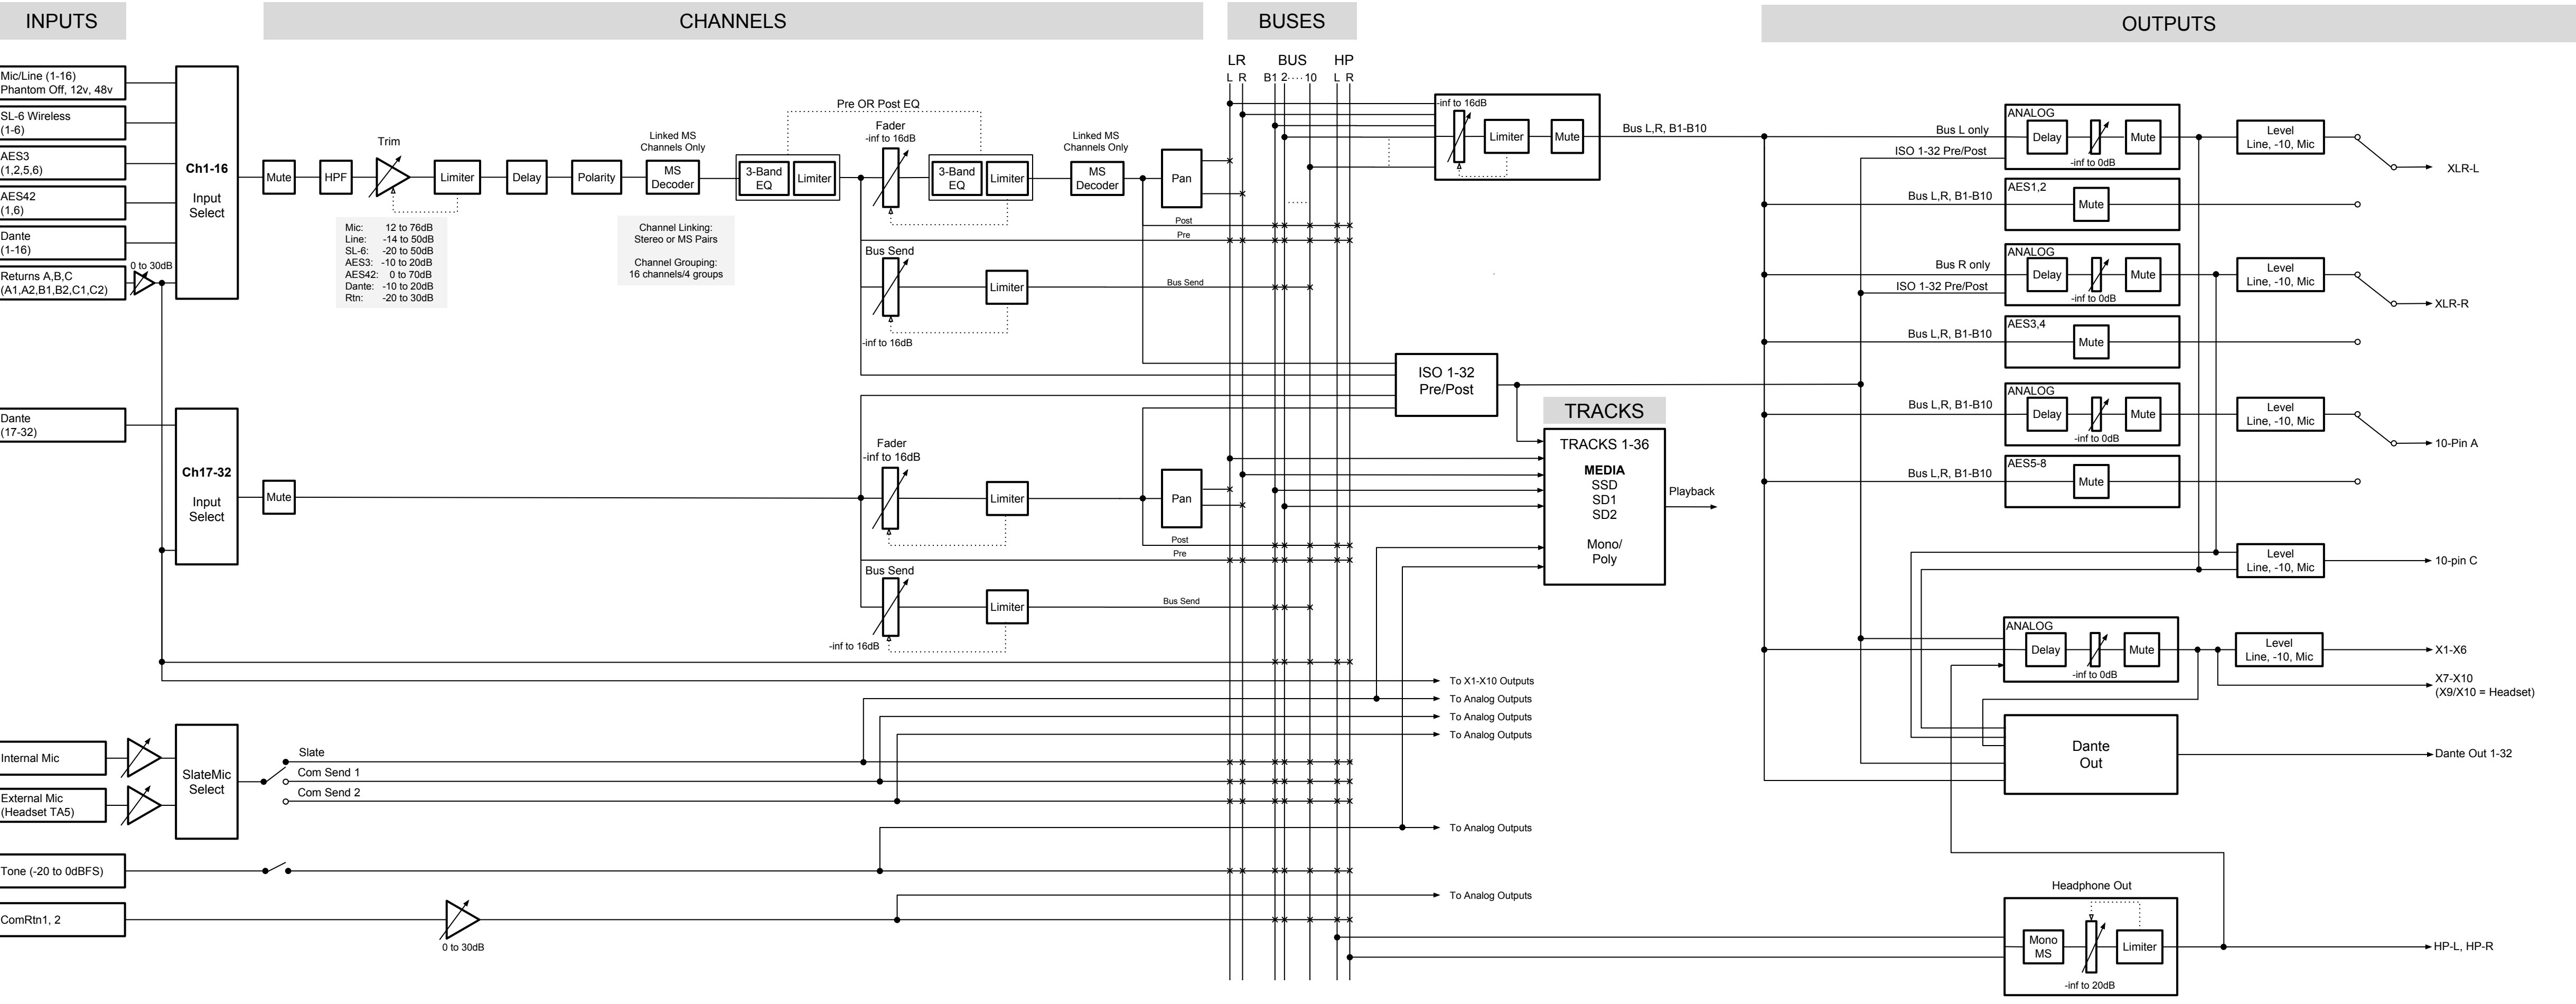 INPUTS
CHANNELS
BUSES
OUTPUTS
LR
BUS
HP
L R
B1 2····10
L R
Mic/Line (1-16)
Phantom Off, 12v, 48v
SL-6 Wireless
(1-6)
AES3
(1,2,5,6)
AES42
(1,6)
Dante
(1-16)
Returns A,B,C
(A1,A2,B1,B2,C1,C2)
0 to 30dB
Ch1-16
Input
Select
Mute
HPF
Trim
Limiter
Delay
Polarity
Linked MS
Channels Only
MS
Decoder
Pre OR Post EQ
3-Band
EQ
Limiter
Fader
-inf to 16dB
3-Band
EQ
Limiter
Linked MS
Channels Only
MS
Decoder
Pan
Post
Pre
Mic: 12 to 76dB
Line: -14 to 50dB
SL-6: -20 to 50dB
AES3: -10 to 20dB
AES42: 0 to 70dB
Dante: -10 to 20dB
Rtn: -20 to 30dB
Channel Linking:
Stereo or MS Pairs
Channel Grouping:
16 channels/4 groups
Bus Send
Limiter
Bus Send
-inf to 16dB
-inf to 16dB
Limiter
Mute
Bus L,R, B1-B10
ISO 1-32
Pre/Post
Dante
(17-32)
Ch17-32
Input
Select
Mute
Fader
-inf to 16dB
Limiter
Pan
Post
Pre
Bus Send
Limiter
Bus Send
-inf to 16dB
TRACKS
TRACKS 1-36
MEDIA
SSD
SD1
SD2
Mono/
Poly
Playback
To X1-X10 Outputs
To Analog Outputs
To Analog Outputs
To Analog Outputs
To Analog Outputs
To Analog Outputs
Internal Mic
External Mic
(Headset TA5)
SlateMic
Select
Slate
Com Send 1
Com Send 2
Tone (-20 to 0dBFS)
ComRtn1, 2
0 to 30dB
Bus L only
ISO 1-32 Pre/Post
ANALOG
Delay
Mute
-inf to 0dB
Level
Line, -10, Mic
XLR-L
Bus L,R, B1-B10
AES1,2
Mute
Bus R only
ISO 1-32 Pre/Post
ANALOG
Delay
Mute
-inf to 0dB
Level
Line, -10, Mic
XLR-R
Bus L,R, B1-B10
AES3,4
Mute
Bus L,R, B1-B10
ANALOG
Delay
Mute
-inf to 0dB
Level
Line, -10, Mic
10-Pin A
Bus L,R, B1-B10
AES5-8
Mute
Level
Line, -10, Mic
10-pin C
ANALOG
Delay
Mute
-inf to 0dB
Level
Line, -10, Mic
X1-X6
X7-X10
(X9/X10 = Headset)
Dante
Out
Dante Out 1-32
Headphone Out
Mono
MS
Limiter
-inf to 20dB
HP-L, HP-R